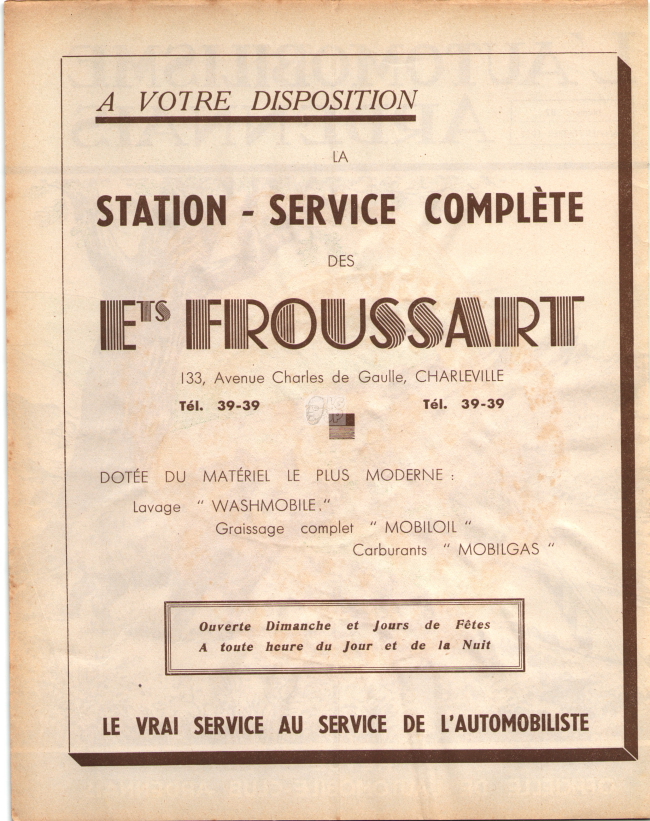 A VOTRE DISPOSITION
LA
STATION - SERVICE COMPLÈTE
DES
ETS FROUSSART
133, Avenue Charles de Gaulle, CHARLEVILLE
Tél. 39-39 Tél. 39-39
DOTÉE DU MATÉRIEL LE PLUS MODERNE :
Lavage “ WASHMOBILE.”
Graissage complet “ MOBILOIL “
Carburants “ MOBILGAS “
Ouverte Dimanche et Jours de Fêtes
A toute heure du Jour et de la Nuit
LE VRAI SERVICE AU SERVICE DE L'AUTOMOBILISTE